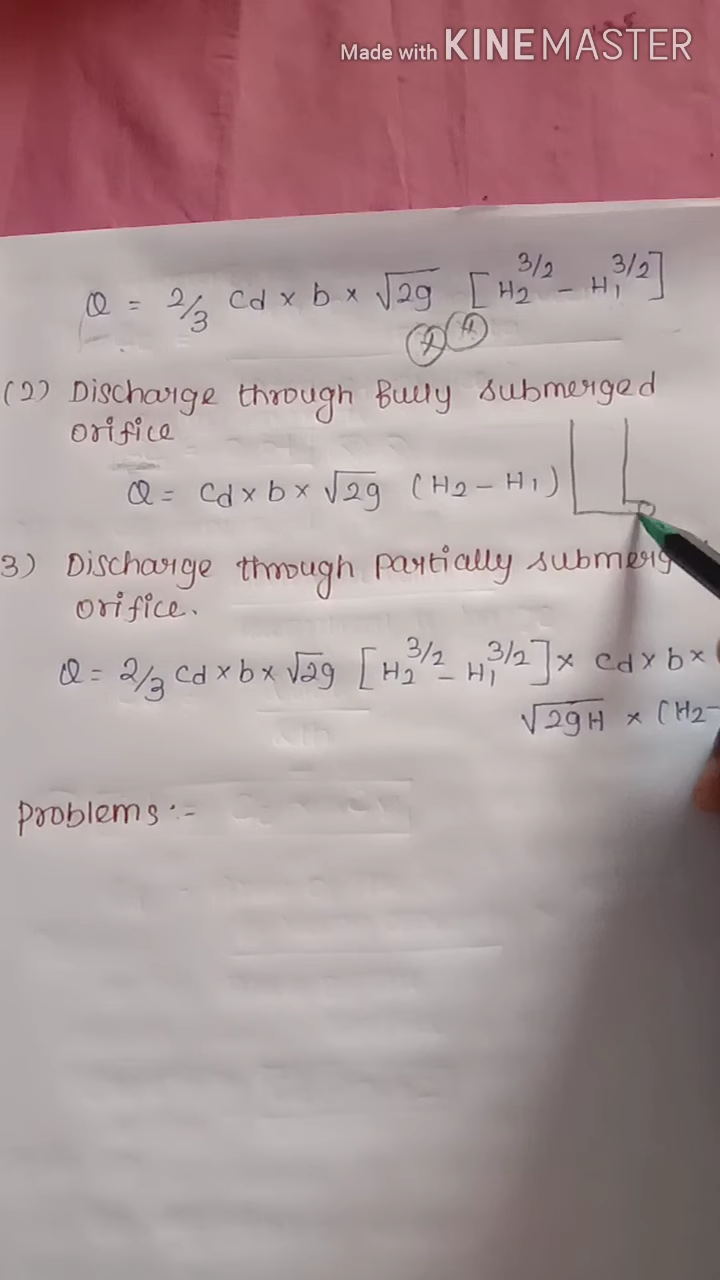 Made with KINEMASTER
Q = 2/3 Cd × b × √2g [H₂^3/2 - H₁^3/2]
(2) Discharge through fully submerged
orifice
Q = Cd × b × √2g (H₂ - H₁)
3) Discharge through partially submerg
orifice.
Q = 2/3 Cd × b × √2g [H₂^3/2 - H₁^3/2] × Cd × b ×
√2gH × (H₂-
Problems :-